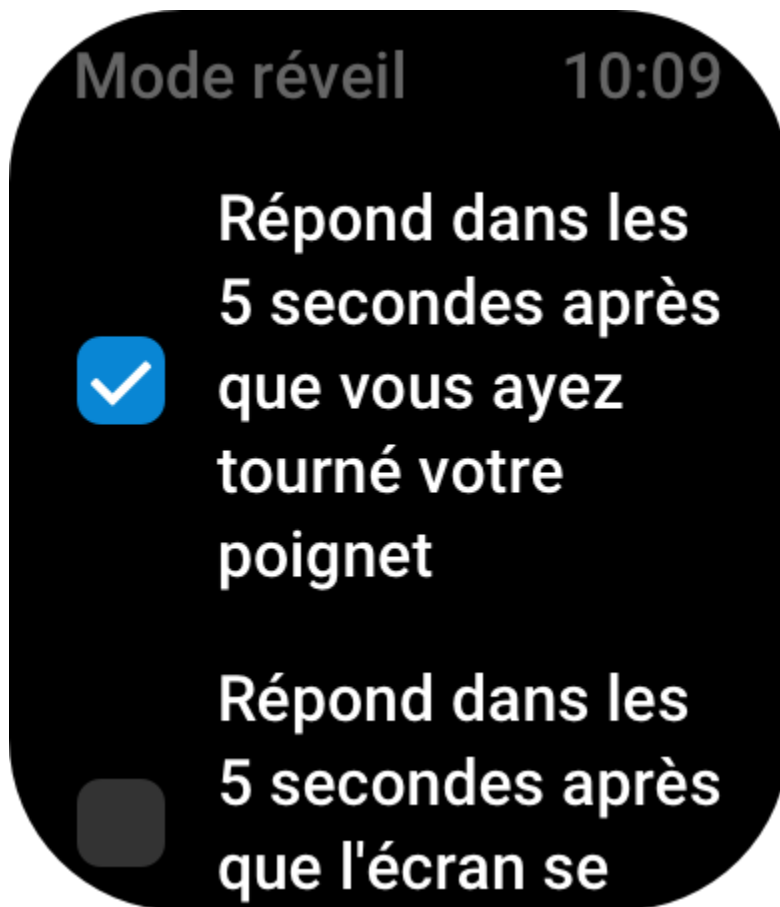 Mode réveil 10:09
Répond dans les
5 secondes après
que vous ayez
tourné votre
poignet
Répond dans les
5 secondes après
que l'écran se